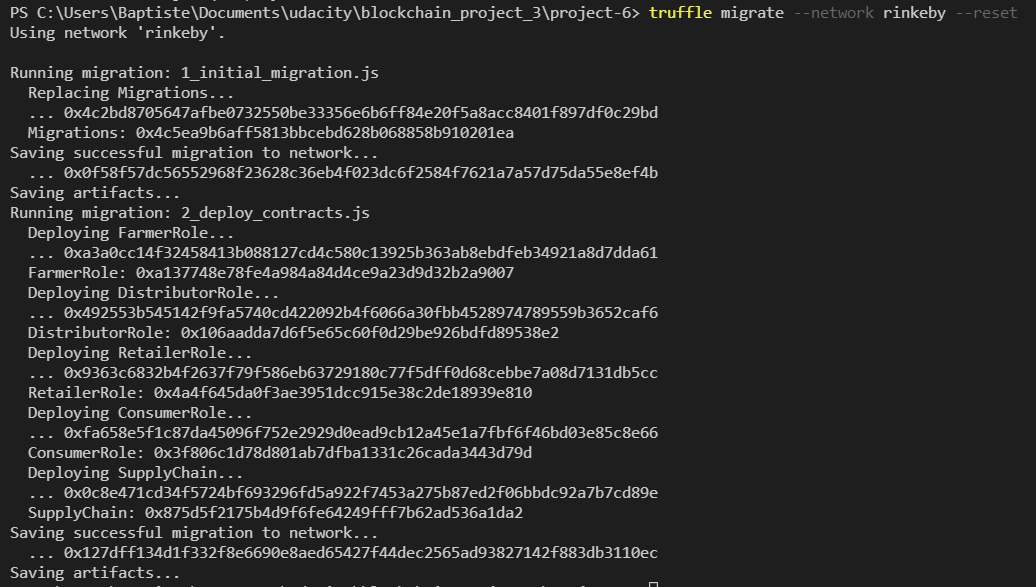 PS C:\Users\Baptiste\Documents\udacity\blockchain_project_3\project-6> truffle migrate --network rinkeby --reset
Using network 'rinkeby'.
Running migration: 1_initial_migration.js
Replacing Migrations...
... 0x4c2bd8705647afbe0732550be33356e6b6ff84e20f5a8acc8401f897df0c29bd
Migrations: 0x4c5ea9b6aff5813bbcebd628b068858b910201ea
Saving successful migration to network...
... 0x0f58f57dc56552968f23628c36eb4f023dc6f2584f7621a7a57d75da55e8ef4b
Saving artifacts...
Running migration: 2_deploy_contracts.js
Deploying FarmerRole...
... 0xa3a0cc14f32458413b088127cd4c580c13925b363ab8ebdfeb34921a8d7dda61
FarmerRole: 0xa137748e78fe4a984a84d4ce9a23d9d32b2a9007
Deploying DistributorRole...
... 0x492553b545142f9fa5740cd422092b4f6066a30fbb4528974789559b3652caf6
DistributorRole: 0x106aadda7d6f5e65c60f0d29be926bdfd89538e2
Deploying RetailerRole...
... 0x9363c6832b4f2637f79f586eb63729180c77f5dff0d68cebbe7a08d7131db5cc
RetailerRole: 0x4a4f645da0f3ae3951dcc915e38c2de18939e810
Deploying ConsumerRole...
... 0xfa658e5f1c87da45096f752e2929d0ead9cb12a45e1a7fbf6f46bd03e85c8e66
ConsumerRole: 0x3f806c1d78d801ab7dfba1331c26cada3443d79d
Deploying SupplyChain...
... 0x0c8e471cd34f5724bf693296fd5a922f7453a275b87ed2f06bbdc92a7b7cd89e
SupplyChain: 0x875d5f2175b4d9f6fe64249fff7b62ad536a1da2
Saving successful migration to network...
... 0x127dff134d1f332f8e6690e8aed65427f44dec2565ad93827142f883db3110ec
Saving artifacts...